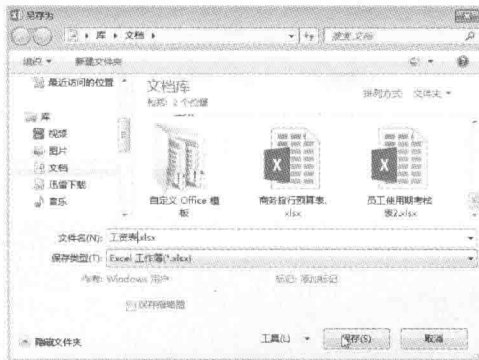 另存为
库 ▸ 文档 ▸
搜索 文档
组织 ▼ 新建文件夹
最近访问的位置
文档库
包括: 2 个位置
排列方式: 文件夹 ▼
库
视频
图片
文档
迅雷下载
音乐
自定义 Office 模板
商务旅行预算表.xlsx
员工使用期考核表2.xlsx
文件名(N): 工资表.xlsx
保存类型(T): Excel 工作簿(*.xlsx)
作者: Windows 用户 标记: 添加标记
保存缩略图
隐藏文件夹 工具(L) ▼ 保存(S) 取消